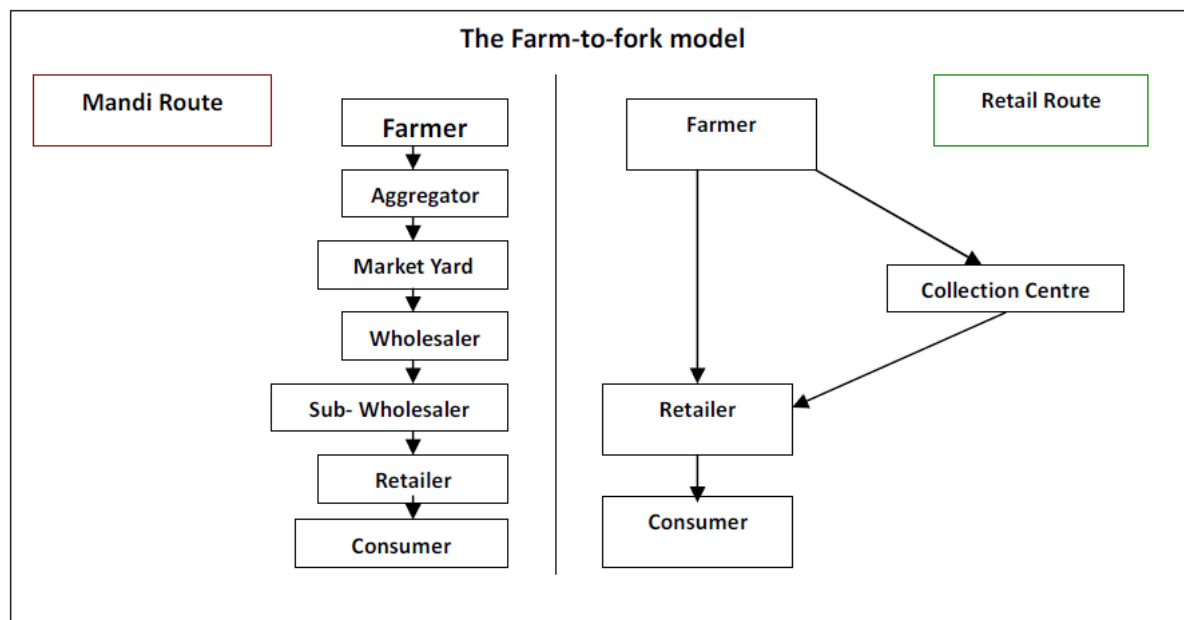 The Farm-to-fork model
Mandi Route
Farmer
Aggregator
Market Yard
Wholesaler
Sub- Wholesaler
Retailer
Consumer
Retail Route
Farmer
Collection Centre
Retailer
Consumer